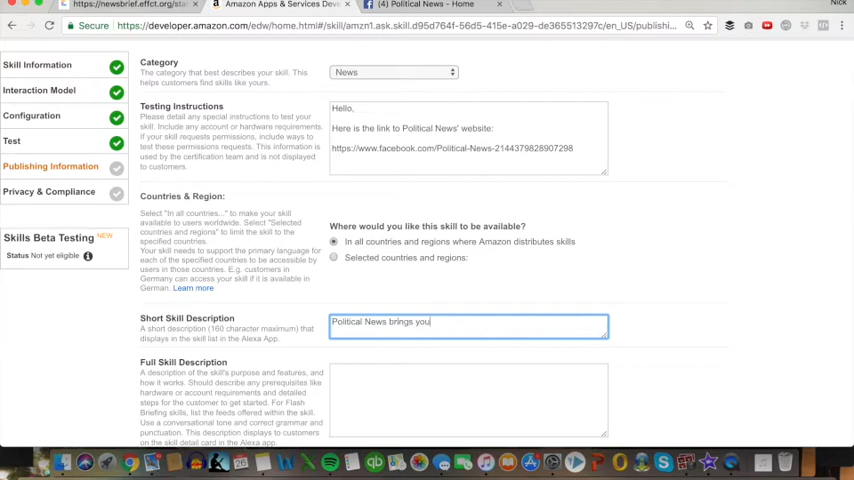 https://newsbrief.effct.org/sta
Amazon Apps & Services Dev
(4) Political News - Home
Nick
Secure
https://developer.amazon.com/edw/home.html#/skill/amzn1.ask.skill.d95d764f-56d5-415e-a029-de365513297c/en_US/publishi
Skill Information
Interaction Model
Configuration
Test
Publishing Information
Privacy & Compliance
Skills Beta Testing NEW
Status Not yet eligible
Category
The category that best describes your skill. This
helps customers find skills like yours.
News
Testing Instructions
Please detail any special instructions to test your
skill. Include any account or hardware requirements.
If your skill requests permissions, include ways to
test these permissions requests. This information is
used by the certification team and is not displayed
to customers.
Hello,
Here is the link to Political News' website:
https://www.facebook.com/Political-News-2144379828907298
Countries & Region:
Select "In all countries..." to make your skill
available to users worldwide. Select "Selected
countries and regions" to limit the skill to the
specified countries.
Your skill needs to support the primary language for
each of the specified countries to be accessible by
users in those countries. E.g. customers in
Germany can access your skill if it is available in
German. Learn more
Where would you like this skill to be available?
In all countries and regions where Amazon distributes skills
Selected countries and regions:
Short Skill Description
A short description (160 character maximum) that
displays in the skill list in the Alexa App.
Political News brings you
Full Skill Description
A description of the skill's purpose and features, and
how it works. Should describe any prerequisites like
hardware or account requirements and detailed
steps for the customer to get started. For Flash
Briefing skills, list the feeds offered within the skill.
Use a conversational tone and correct grammar and
punctuation. This description displays to customers
on the skill detail card in the Alexa app.